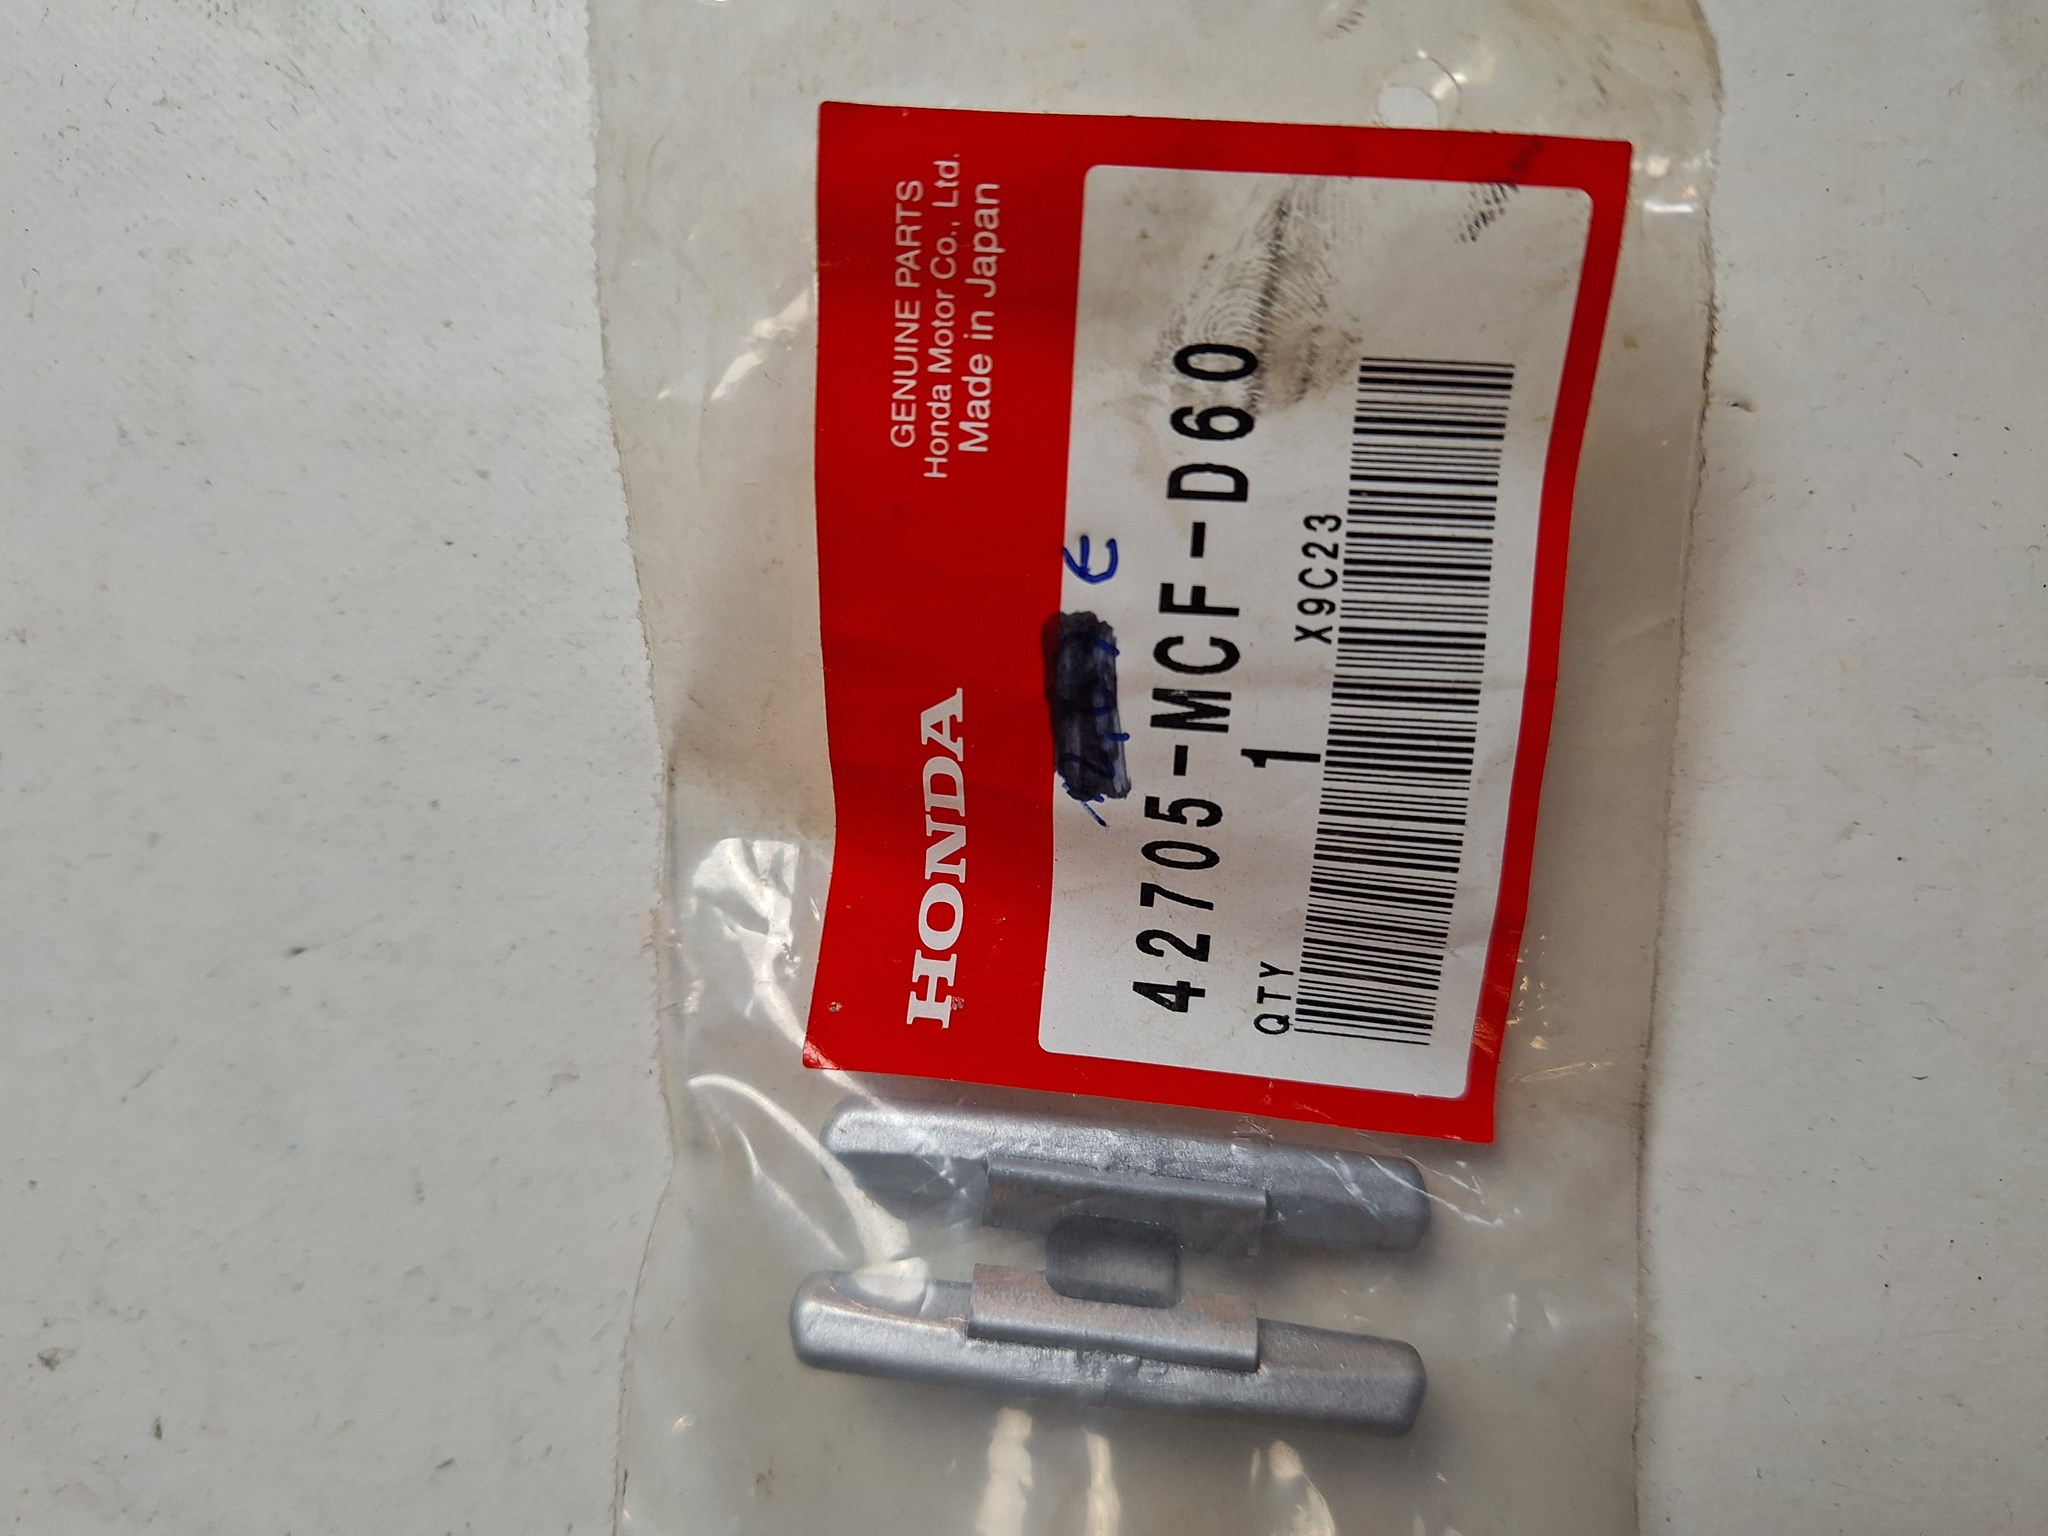 HONDA
GENUINE PARTS
Honda Motor Co., Ltd.
Made in Japan
€
42705-MCF-D60
QTY 1 X9C23